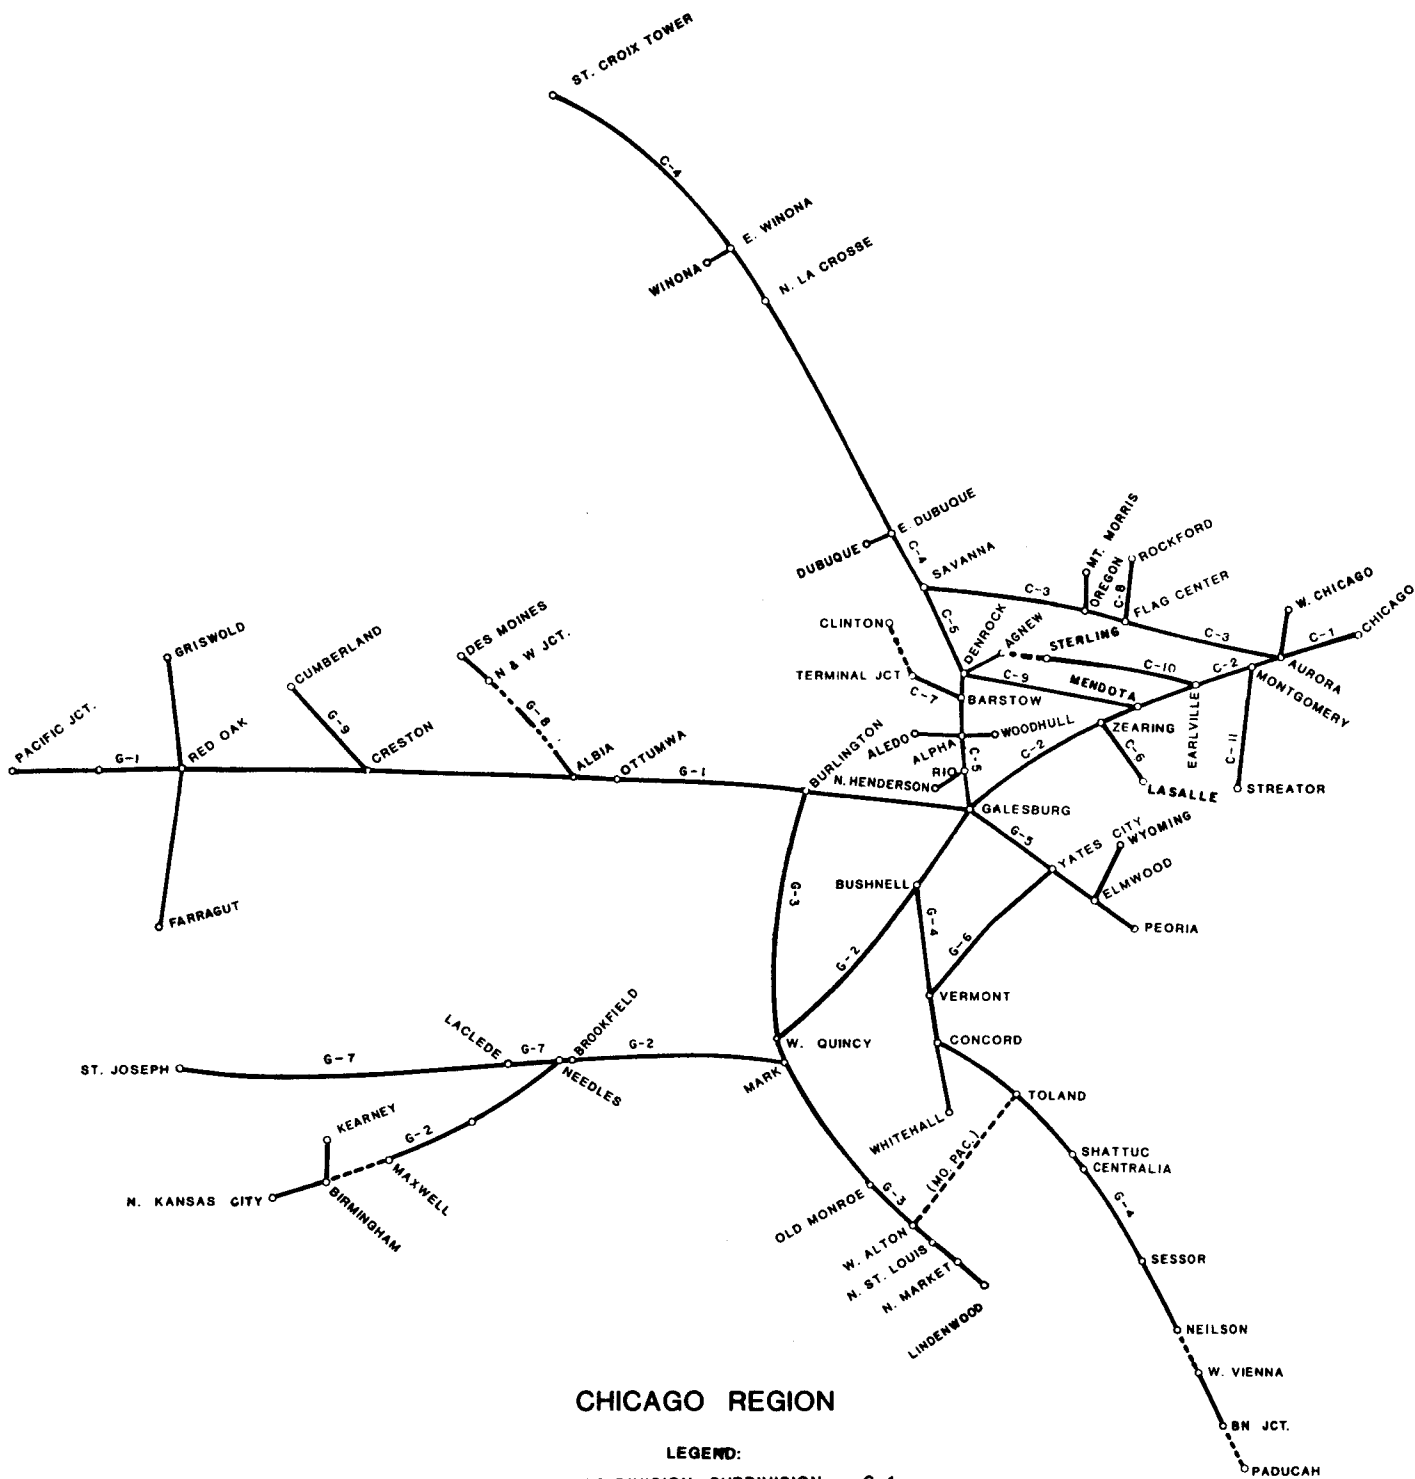 ST. CROIX TOWER
C-4
E. WINONA
WINONA
N. LA CROSSE
E. DUBUQUE
DUBUQUE
C-4
SAVANNA
MT. MORRIS
ROCKFORD
OREGON
C-8
FLAG CENTER
C-3
C-3
W. CHICAGO
C-1
CHICAGO
C-5
DENROCK
AGNEW
STERLING
C-10
C-2
AURORA
MONTGOMERY
CLINTON
TERMINAL JCT
C-7
BARSTOW
C-9
MENDOTA
EARLVILLE
C-11
STREATOR
ZEARING
C-6
LASALLE
ALEDO
ALPHA
WOODHULL
C-2
C-5
RIO
N. HENDERSON
BURLINGTON
GALESBURG
GRISWOLD
CUMBERLAND
DES MOINES
N & W JCT.
G-9
G-8
PACIFIC JCT.
G-1
RED OAK
CRESTON
ALBIA
OTTUMWA
G-1
FARRAGUT
G-5
YATES CITY
WYOMING
ELMWOOD
PEORIA
BUSHNELL
G-3
G-4
G-2
G-6
VERMONT
CONCORD
W. QUINCY
MARK
LACLEDE
BROOKFIELD
G-7
G-7
G-2
ST. JOSEPH
NEEDLES
KEARNEY
G-2
MAXWELL
N. KANSAS CITY
BIRMINGHAM
WHITEHALL
TOLAND
(MO. PAC.)
SHATTUC
CENTRALIA
G-4
OLD MONROE
G-3
W. ALTON
N. ST. LOUIS
N. MARKET
LINDENWOOD
SESSOR
NEILSON
W. VIENNA
BN JCT.
PADUCAH
CHICAGO REGION
LEGEND: